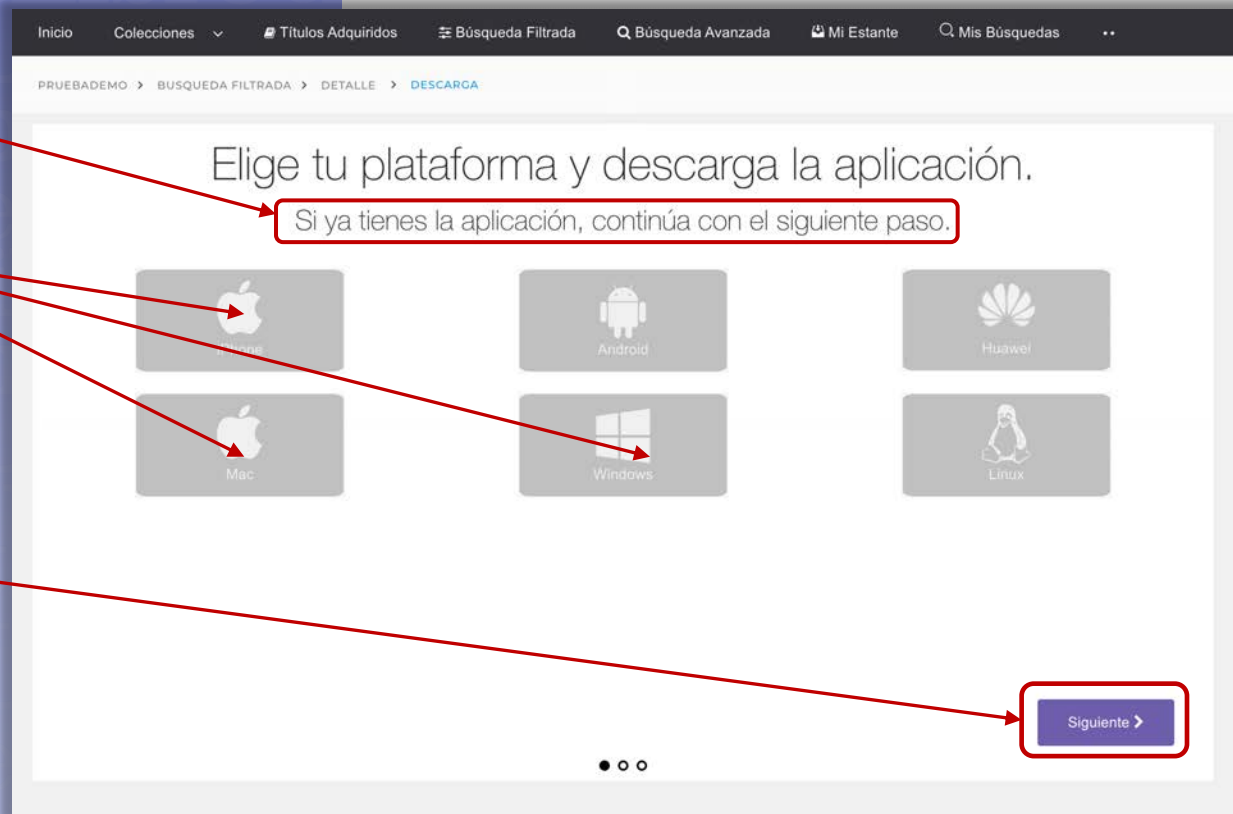 Inicio Colecciones Títulos Adquiridos Búsqueda Filtrada Búsqueda Avanzada Mi Estante Mis Búsquedas
PRUEBADEMO > BUSQUEDA FILTRADA > DETALLE > DESCARGA
Elige tu plataforma y descarga la aplicación.
Si ya tienes la aplicación, continúa con el siguiente paso.
iPhone Android Huawei
Mac Windows Linux
Siguiente >